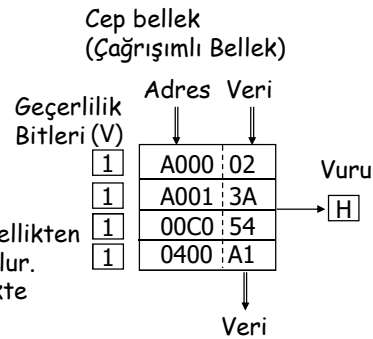 Cep bellek
(Çağrışımlı Bellek)
Adres Veri
Geçerlilik
Bitleri (V)
1 A000 02
Vuru
1 A001 3A
H
ellikten 1 00C0 54
lur. 1 0400 A1
kte
Veri